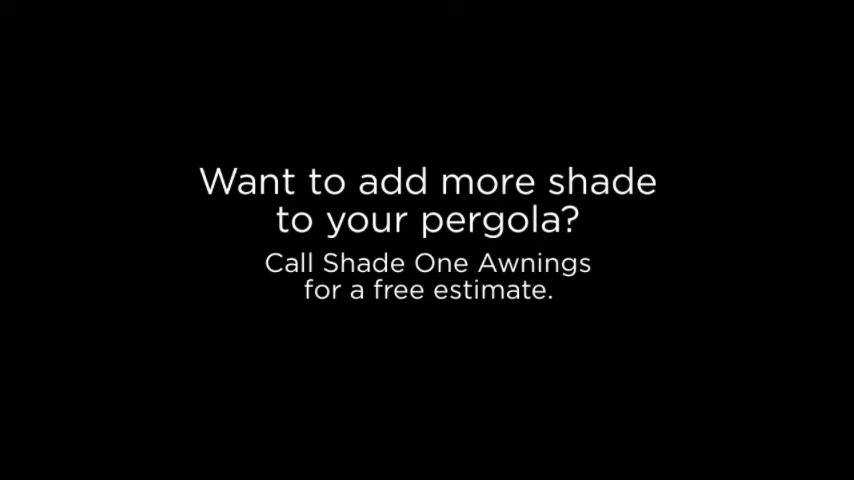 Want to add more shade
to your pergola?
Call Shade One Awnings
for a free estimate.